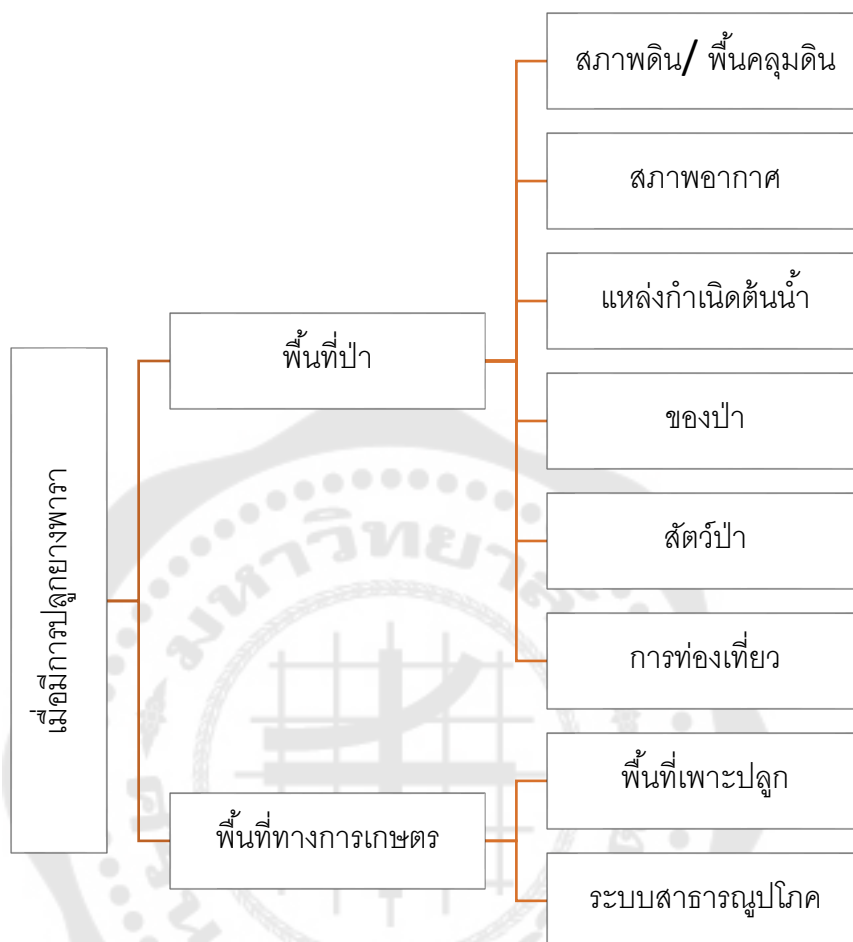 เมื่อมีการปลูกยางพารา
พื้นที่ป่า
สภาพดิน/ พื้นคลุมดิน
สภาพอากาศ
แหล่งกำเนิดต้นน้ำ
ของป่า
สัตว์ป่า
การท่องเที่ยว
พื้นที่ทางการเกษตร
พื้นที่เพาะปลูก
ระบบสาธารณูปโภค